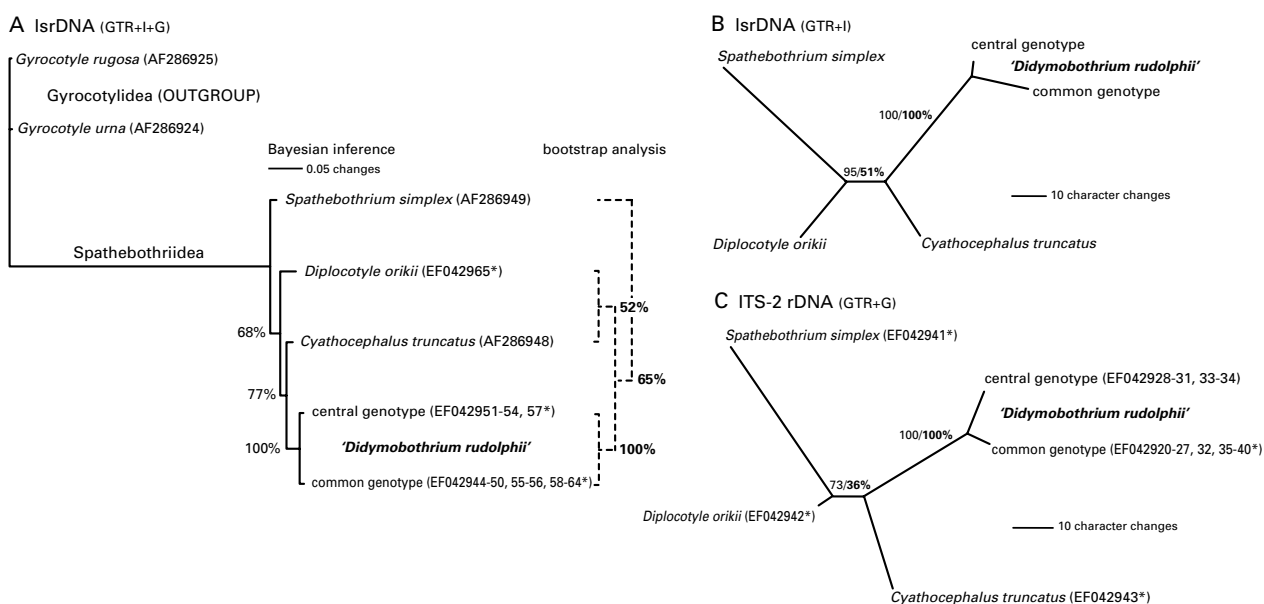 A lsrDNA (GTR+I+G)
Gyrocotyle rugosa (AF286925)
Gyrocotylidea (OUTGROUP)
Gyrocotyle urna (AF286924)
Bayesian inference
0.05 changes
bootstrap analysis
Spathebothrium simplex (AF286949)
Spathebothriidea
Diplocotyle orikii (EF042965*)
52%
68%
Cyathocephalus truncatus (AF286948)
65%
77%
central genotype (EF042951-54, 57*)
100%
'Didymobothrium rudolphii'
100%
common genotype (EF042944-50, 55-56, 58-64*)
B lsrDNA (GTR+I)
Spathebothrium simplex
central genotype
'Didymobothrium rudolphii'
common genotype
100/100%
95/51%
10 character changes
Diplocotyle orikii
Cyathocephalus truncatus
C ITS-2 rDNA (GTR+G)
Spathebothrium simplex (EF042941*)
central genotype (EF042928-31, 33-34)
'Didymobothrium rudolphii'
100/100%
common genotype (EF042920-27, 32, 35-40*)
73/36%
Diplocotyle orikii (EF042942*)
10 character changes
Cyathocephalus truncatus (EF042943*)